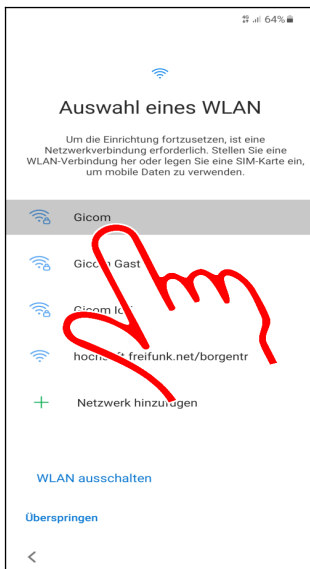 64%
Auswahl eines WLAN
Um die Einrichtung fortzusetzen, ist eine
Netzwerkverbindung erforderlich. Stellen Sie eine
WLAN-Verbindung her oder legen Sie eine SIM-Karte ein,
um mobile Daten zu verwenden.
Gicom
Gicom Gast
Gicom
freifunk.net/borgentr
Netzwerk hinzufügen
WLAN ausschalten
Überspringen